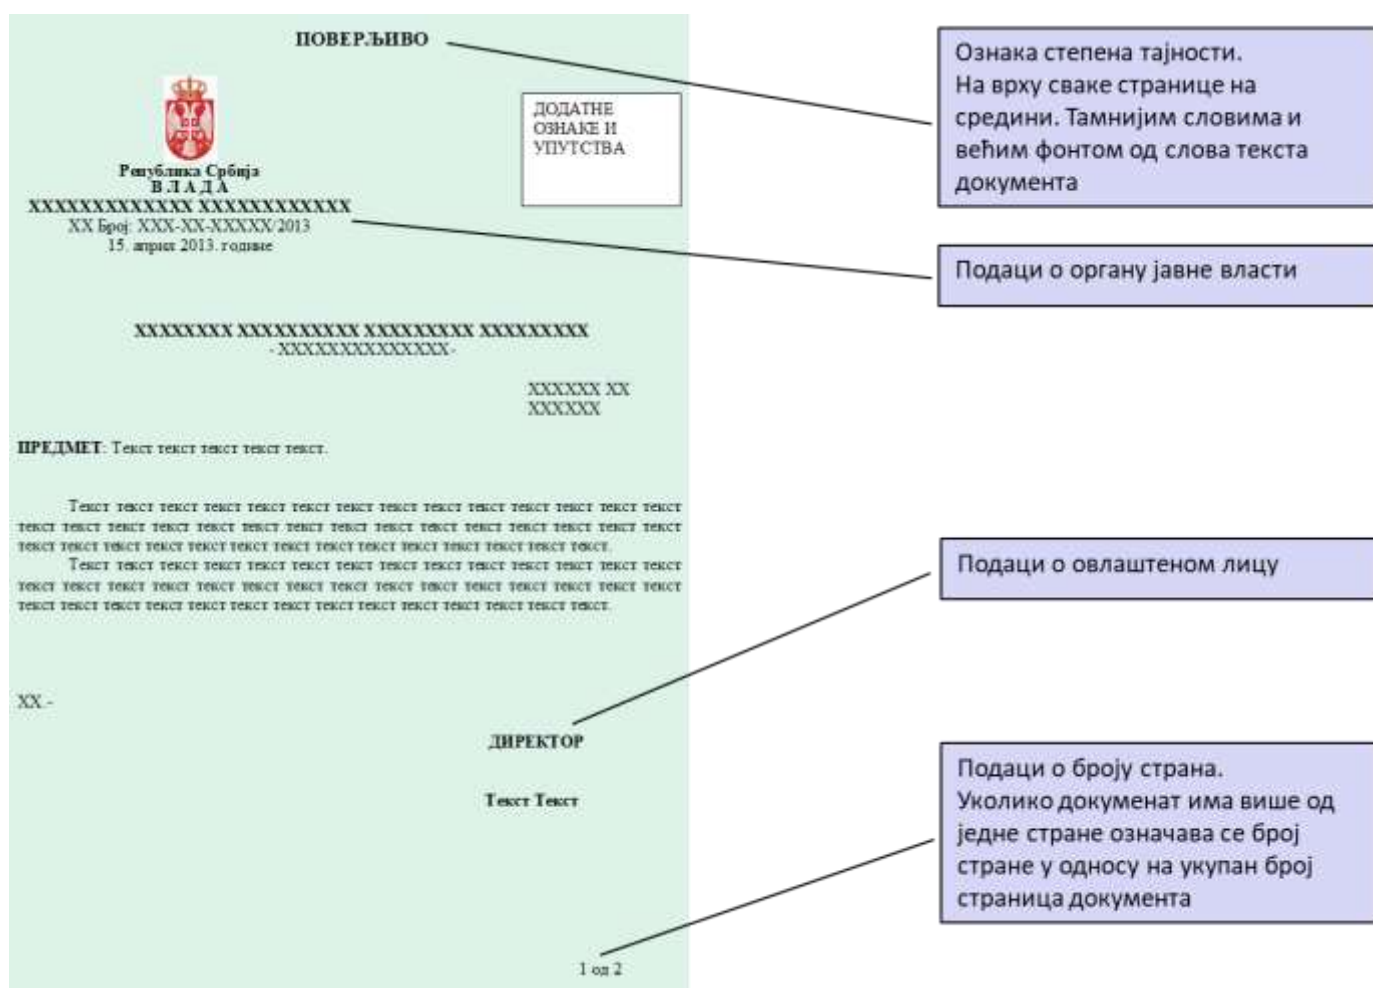 ПОВЕРЉИВО
ДОДАТНЕ
ОЗНАКЕ И
УПУТСТВА
Република Србија
В Л А Д А
XXXXXXXXXXXXX XXXXXXXXXXXX
XX Број: XXX-XX-XXXXX/2013
15. април 2013. године
XXXXXXXX XXXXXXXXXX XXXXXXXXX XXXXXXXXX
- XXXXXXXXXXXXXX-
XXXXXX XX
XXXXXX
ПРЕДМЕТ: Текст текст текст текст текст.
Текст текст текст текст текст текст текст текст текст текст текст текст текст текст
текст текст текст текст текст текст текст текст текст текст текст текст текст текст текст
текст текст текст текст текст текст текст текст текст текст текст текст текст текст.
Текст текст текст текст текст текст текст текст текст текст текст текст текст текст
текст текст текст текст текст текст текст текст текст текст текст текст текст текст текст
текст текст текст текст текст текст текст текст текст текст текст текст текст текст.
XX.-
ДИРЕКТОР
Текст Текст
1 од 2
Ознака степена тајности.
На врху сваке странице на
средини. Тамнијим словима и
већим фонтом од слова текста
документа
Подаци о органу јавне власти
Подаци о овлаштеном лицу
Подаци о броју страна.
Уколико документ има више од
једне стране означава се број
стране у односу на укупан број
страница документа